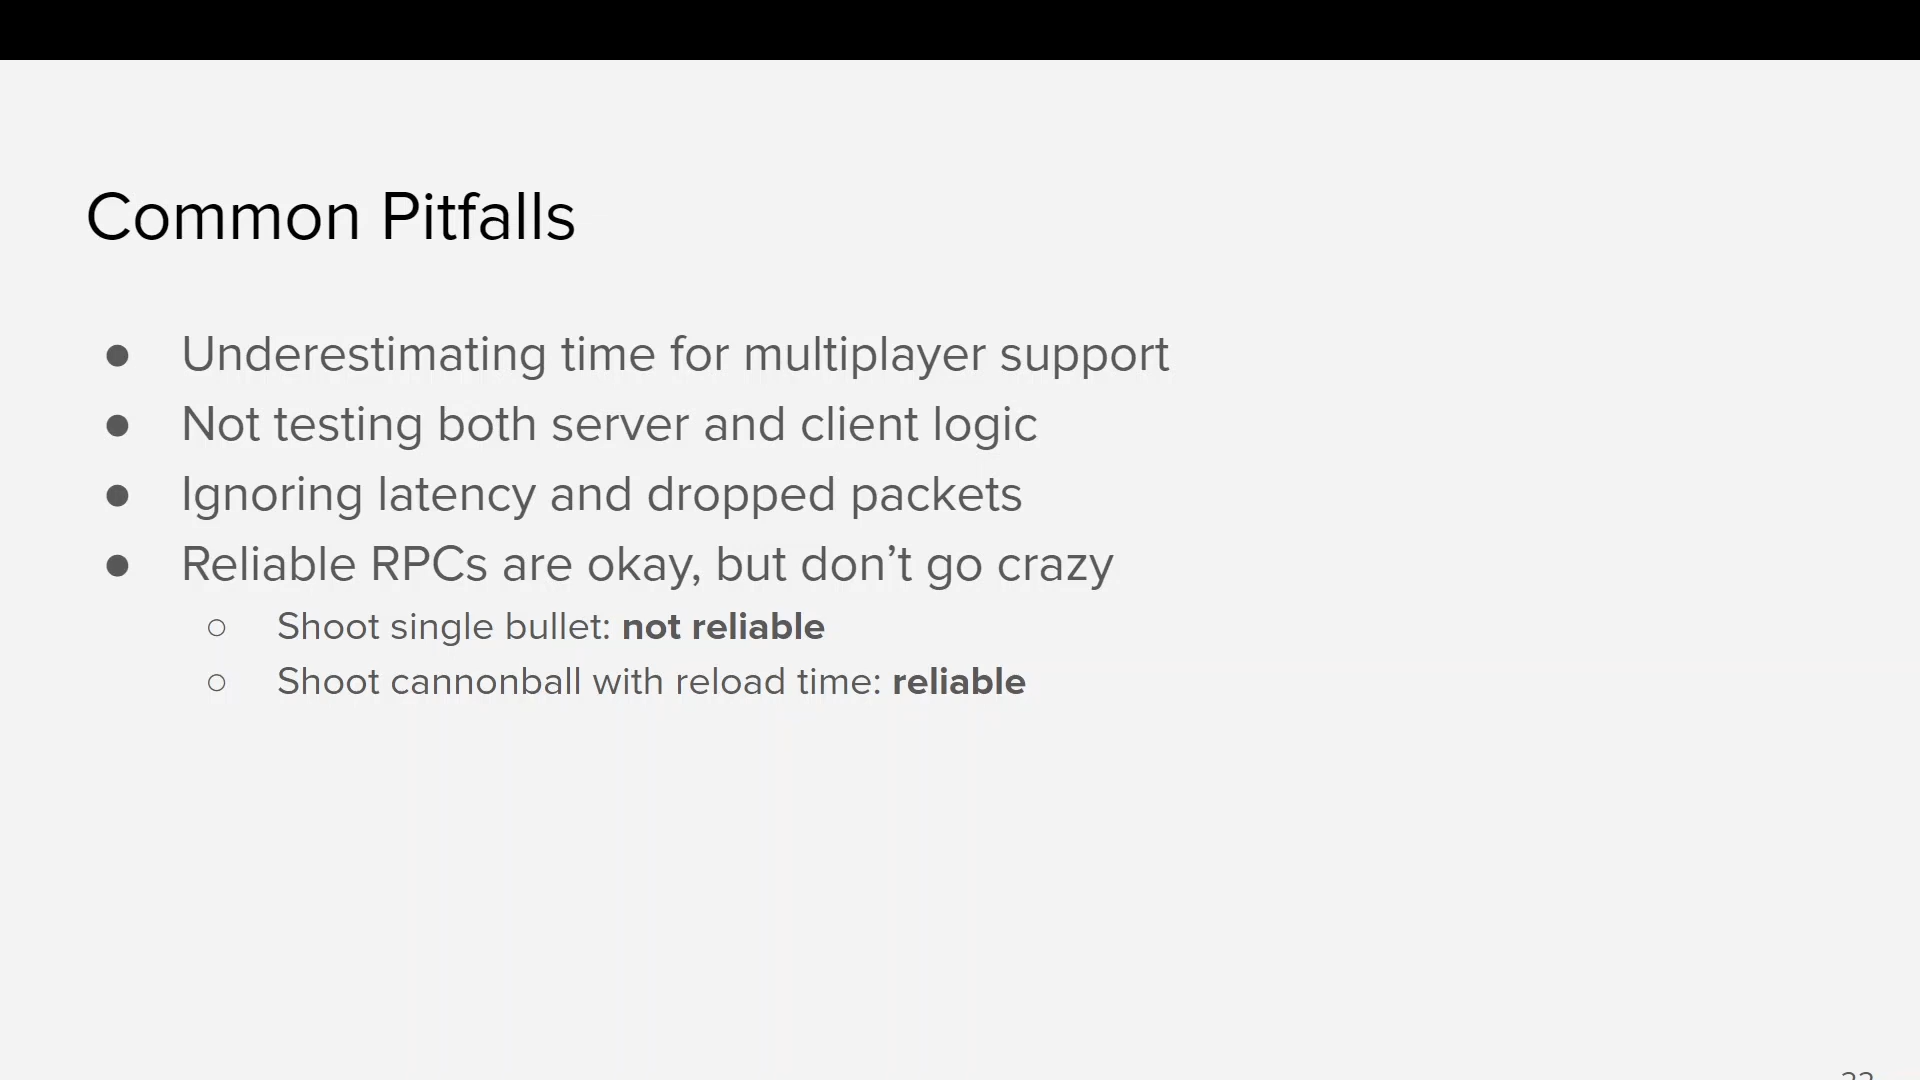 Common Pitfalls
● Underestimating time for multiplayer support
● Not testing both server and client logic
● Ignoring latency and dropped packets
● Reliable RPCs are okay, but don’t go crazy
○ Shoot single bullet: not reliable
○ Shoot cannonball with reload time: reliable